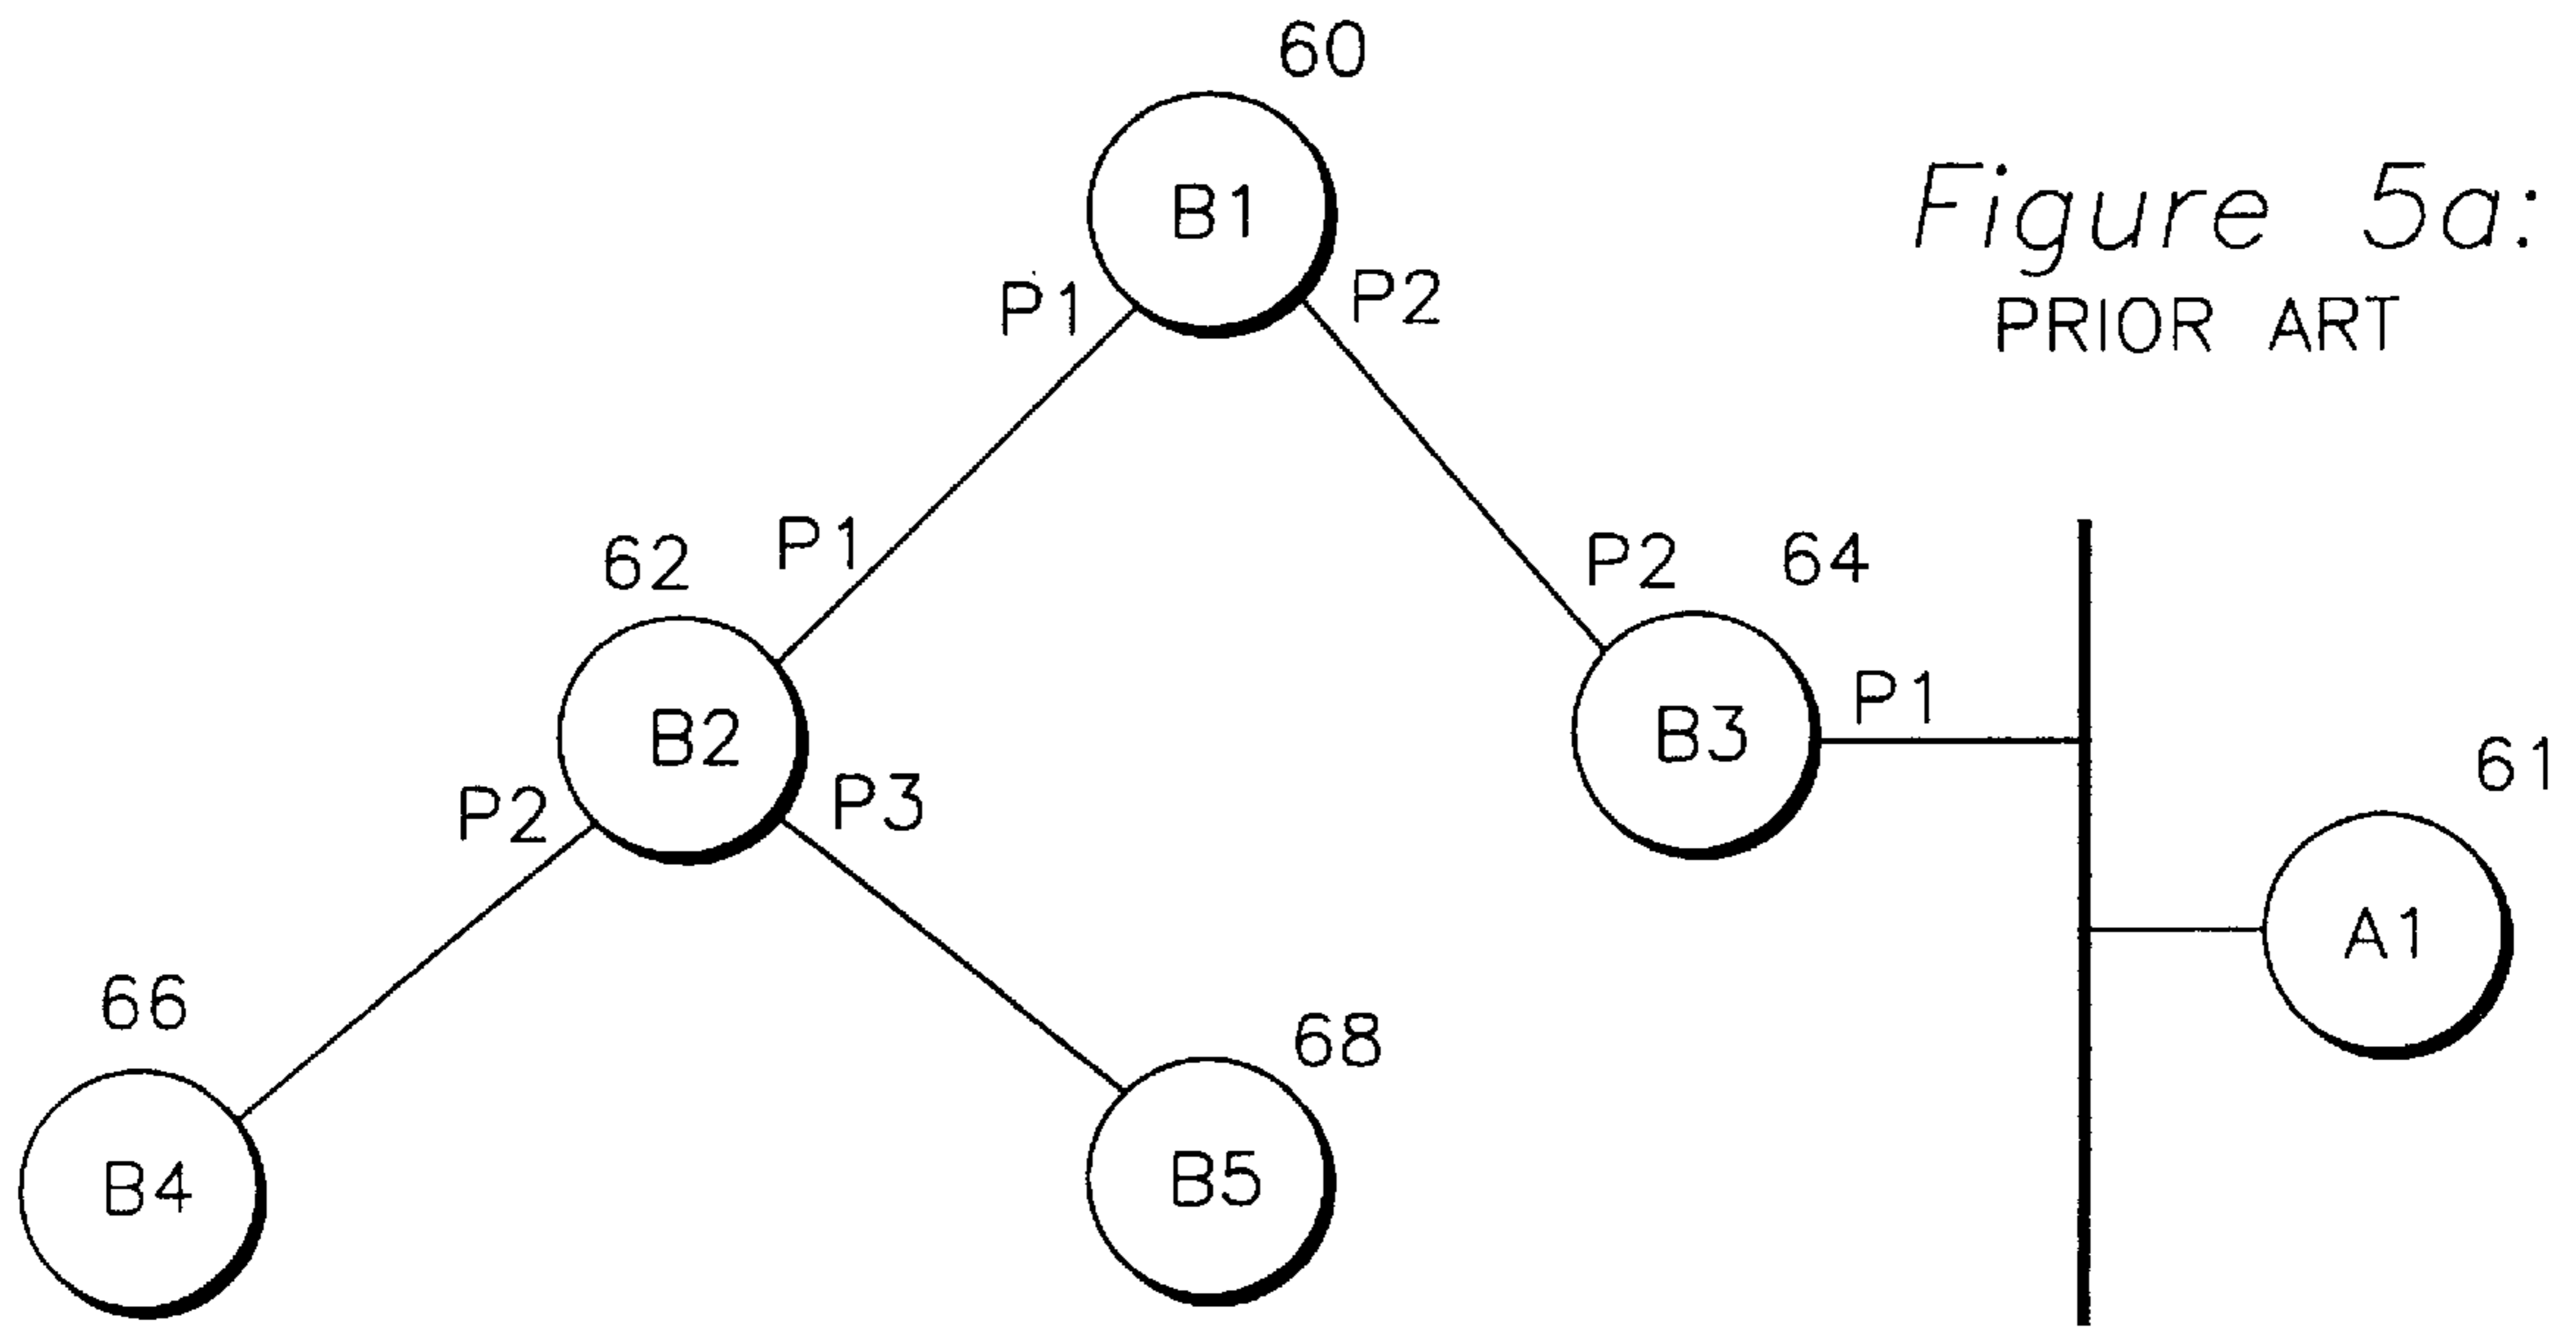 60
B1
Figure 5a:
PRIOR ART
P1
P2
62
P1
P2
64
B2
B3
P1
61
P2
P3
A1
66
68
B4
B5